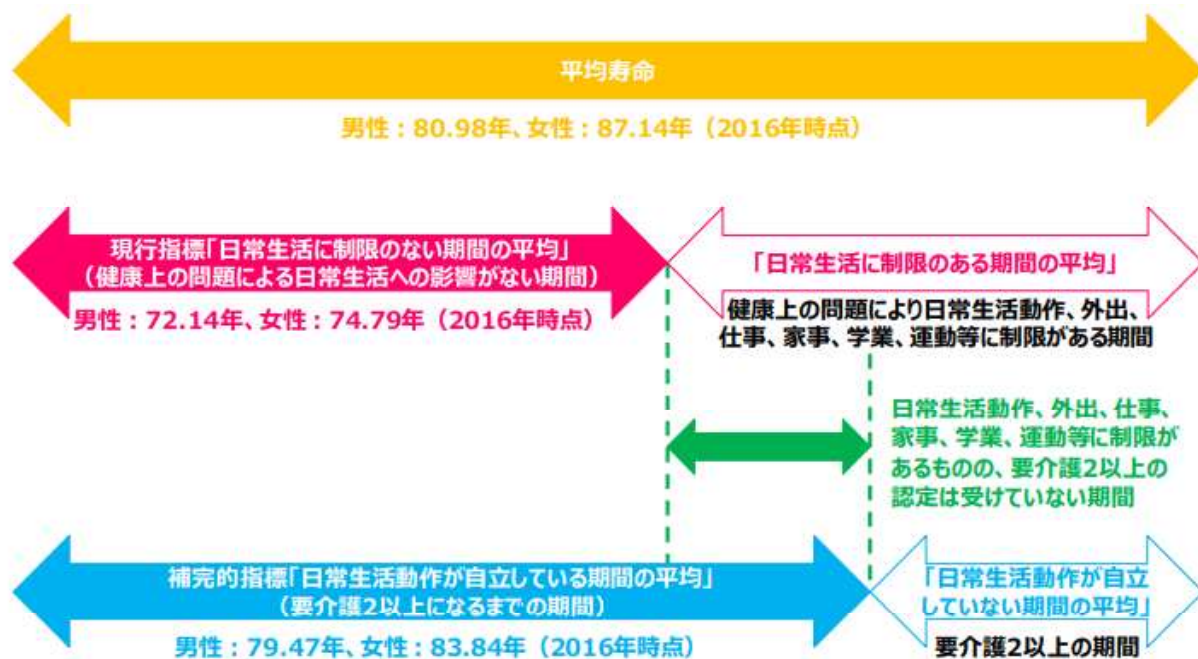 平均寿命
男性：80.98年、女性：87.14年（2016年時点）
現行指標「日常生活に制限のない期間の平均」
（健康上の問題による日常生活への影響がない期間）
男性：72.14年、女性：74.79年（2016年時点）
「日常生活に制限のある期間の平均」
健康上の問題により日常生活動作、外出、
仕事、家事、学業、運動等に制限がある期間
日常生活動作、外出、仕事、
家事、学業、運動等に制限が
あるものの、要介護2以上の
認定は受けていない期間
補完的指標「日常生活動作が自立している期間の平均」
（要介護2以上になるまでの期間）
男性：79.47年、女性：83.84年（2016年時点）
「日常生活動作が自立
していない期間の平均」
要介護2以上の期間